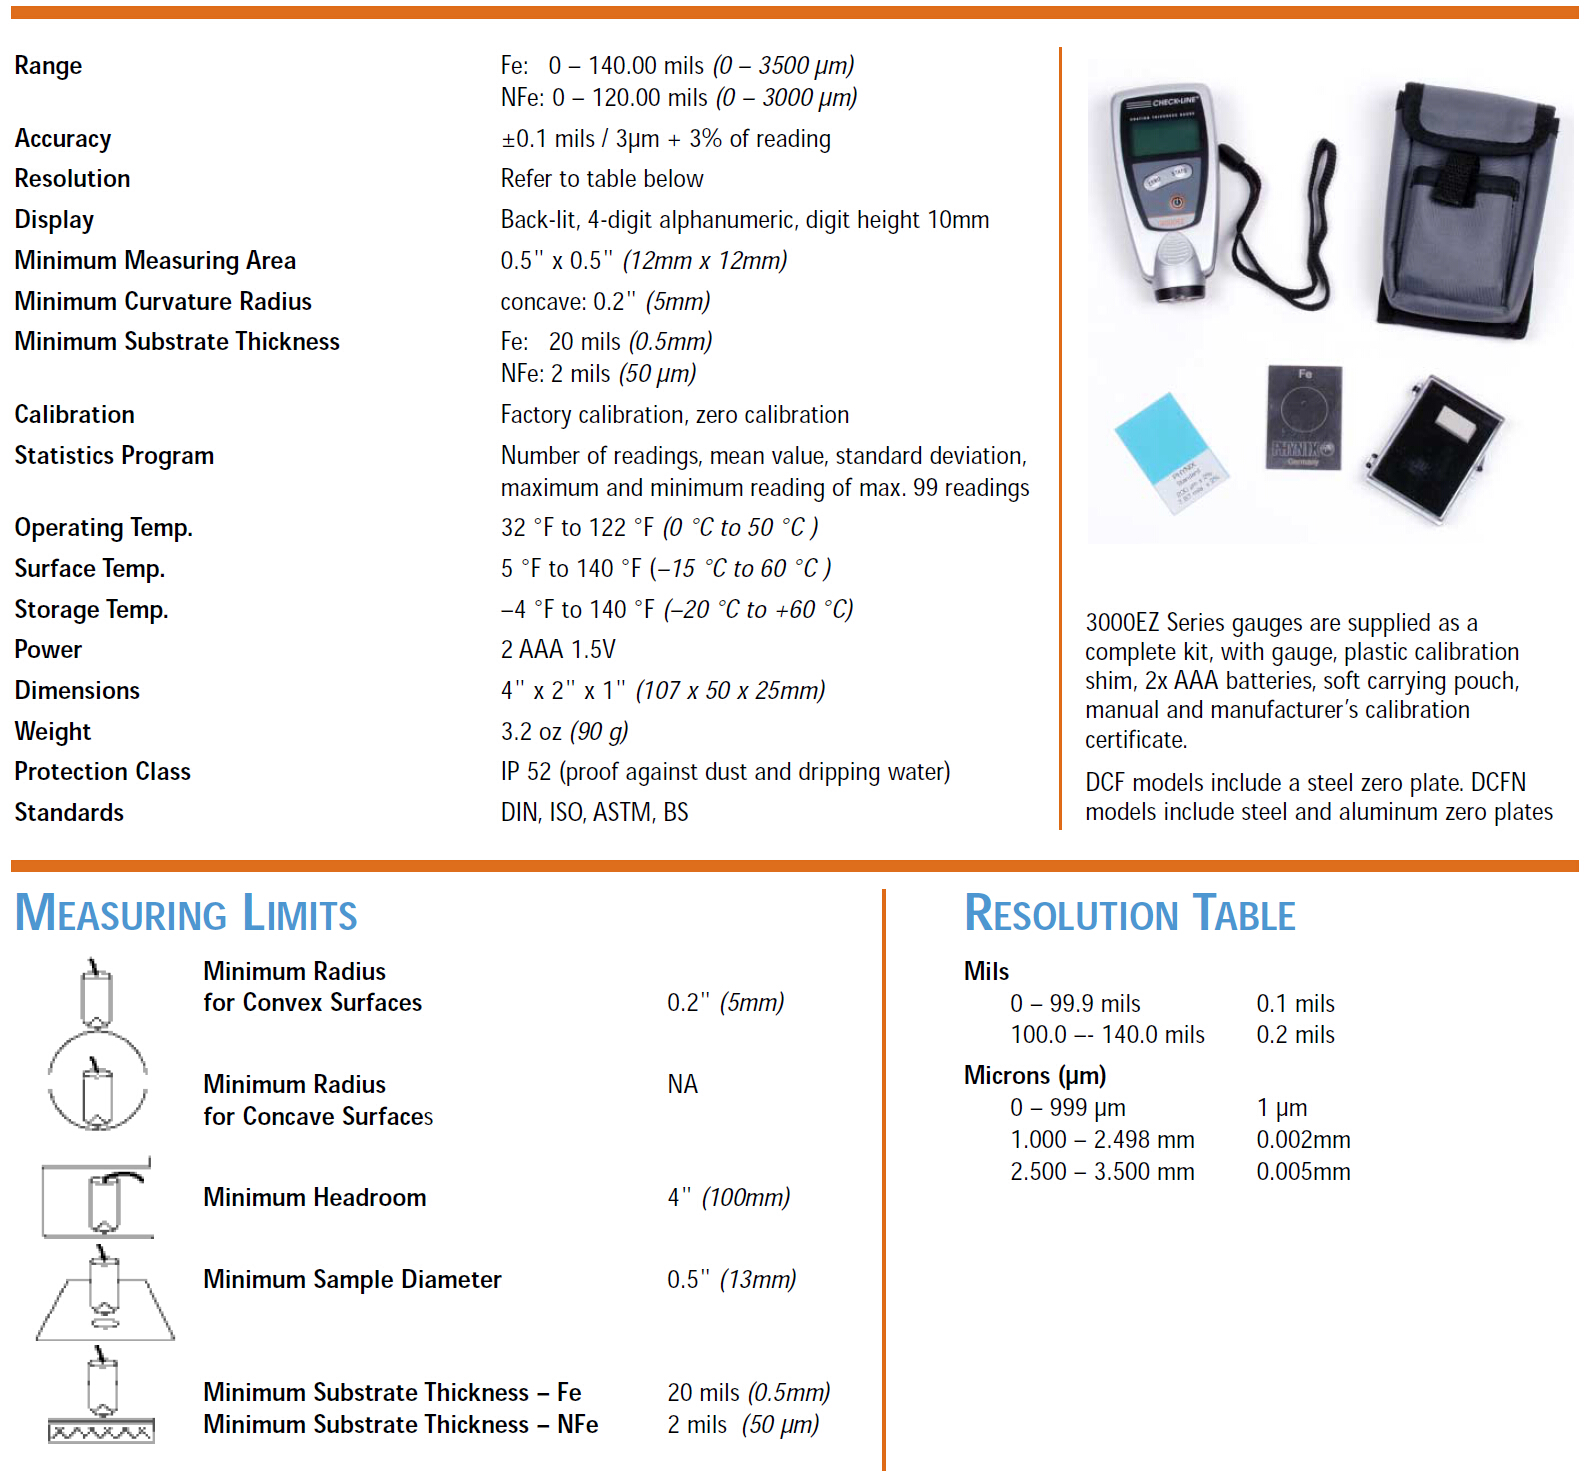 Range Fe: 0 – 140.00 mils (0 – 3500 µm)
NFe: 0 – 120.00 mils (0 – 3000 µm)
Accuracy ±0.1 mils / 3µm + 3% of reading
Resolution Refer to table below
Display Back-lit, 4-digit alphanumeric, digit height 10mm
Minimum Measuring Area 0.5" x 0.5" (12mm x 12mm)
Minimum Curvature Radius concave: 0.2" (5mm)
Minimum Substrate Thickness Fe: 20 mils (0.5mm)
NFe: 2 mils (50 µm)
Calibration Factory calibration, zero calibration
Statistics Program Number of readings, mean value, standard deviation,
maximum and minimum reading of max. 99 readings
Operating Temp. 32 °F to 122 °F (0 °C to 50 °C )
Surface Temp. 5 °F to 140 °F (–15 °C to 60 °C )
Storage Temp. –4 °F to 140 °F (–20 °C to +60 °C)
Power 2 AAA 1.5V
Dimensions 4" x 2" x 1" (107 x 50 x 25mm)
Weight 3.2 oz (90 g)
Protection Class IP 52 (proof against dust and dripping water)
Standards DIN, ISO, ASTM, BS
CHECK•LINE
COATING THICKNESS GAUGE
ZERO STATS
Fe
PHYNIX
Germany
PHYNIX
Standard
3000EZ Series gauges are supplied as a
complete kit, with gauge, plastic calibration
shim, 2x AAA batteries, soft carrying pouch,
manual and manufacturer's calibration
certificate.
DCF models include a steel zero plate. DCFN
models include steel and aluminum zero plates
MEASURING LIMITS
Minimum Radius
for Convex Surfaces 0.2" (5mm)
Minimum Radius NA
for Concave Surfaces
Minimum Headroom 4" (100mm)
Minimum Sample Diameter 0.5" (13mm)
Minimum Substrate Thickness – Fe 20 mils (0.5mm)
Minimum Substrate Thickness – NFe 2 mils (50 µm)
RESOLUTION TABLE
Mils
0 – 99.9 mils 0.1 mils
100.0 –- 140.0 mils 0.2 mils
Microns (µm)
0 – 999 µm 1 µm
1.000 – 2.498 mm 0.002mm
2.500 – 3.500 mm 0.005mm